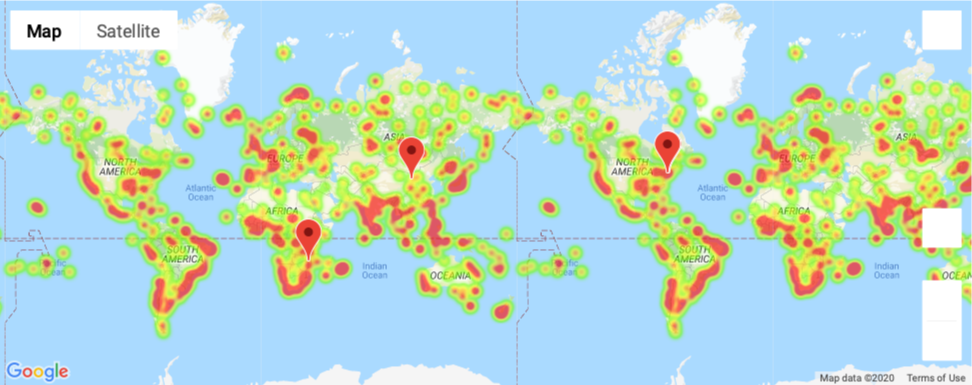 Map Satellite
ASIA
ASIA
NORTH
AMERICA
EUROPE
NORTH
AMERICA
EUROPE
Atlantic
Ocean
Atlantic
Ocean
AFRICA
AFRICA
SOUTH
AMERICA
SOUTH
AMERICA
Indian
Ocean
Indian
Ocean
OCEANIA
Google
Map data ©2020 Terms of Use